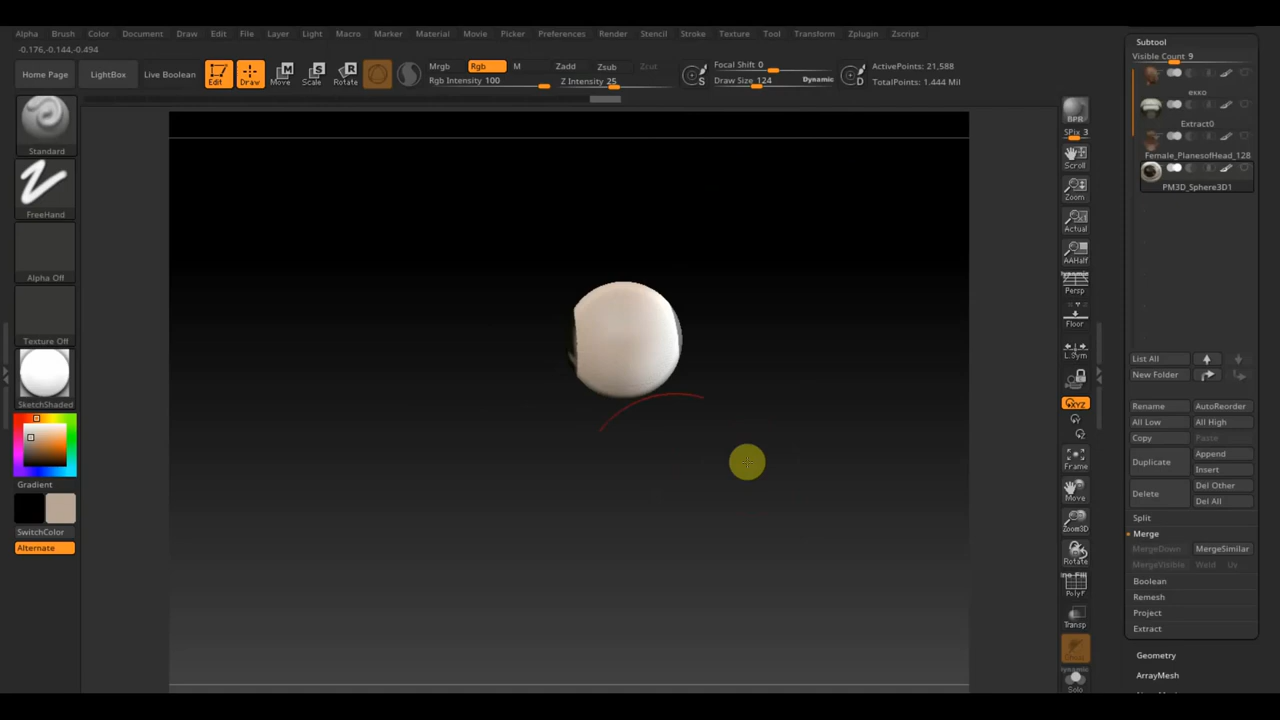 Alpha Brush Color Document Draw Edit File Layer Light Macro Marker Material Movie Picker Preferences Render Stencil Stroke Texture Tool Transform Zplugin Zscript
-0.176,-0.144,-0.494
Home Page
LightBox
Live Boolean
Edit
Draw
Move
Scale
Rotate
Mrgb Rgb M
Rgb Intensity 100
Zadd Zsub Zcut
Z Intensity 25
S
Focal Shift 0
Draw Size 124 Dynamic
D
ActivePoints: 21,588
TotalPoints: 1.444 Mil
Standard
FreeHand
Alpha Off
Texture Off
SketchShaded
Gradient
SwitchColor
Alternate
BPR
SPix 3
Scroll
Zoom
Actual
AAHalf
Dynamic
Persp
Floor
L.Sym
XYZ
Y
Z
Frame
Move
Zoom3D
Rotate
PolyF
Transp
Dynamic
Solo
Subtool
Visible Count 9
екко
Extract0
Female_PlanesofHead_128
PM3D_Sphere3D1
List All
New Folder
Rename AutoReorder
All Low All High
Copy Paste
Duplicate
Append
Insert
Delete
Del Other
Del All
Split
Merge
MergeDown MergeSimilar
MergeVisible Weld Uv
Boolean
Remesh
Project
Extract
Geometry
ArrayMesh